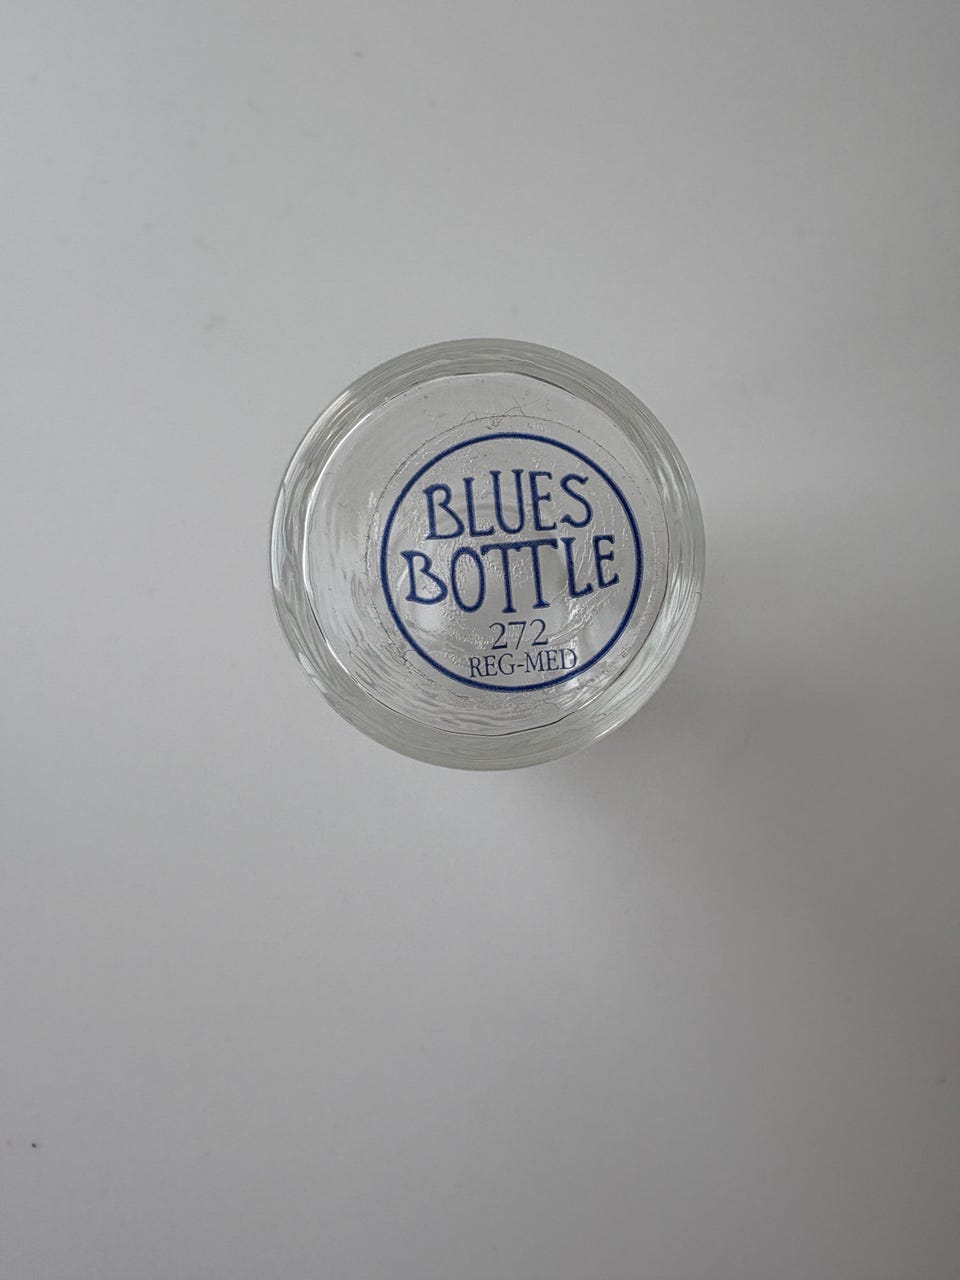 BLUES
BOTTLE
272
REG-MED